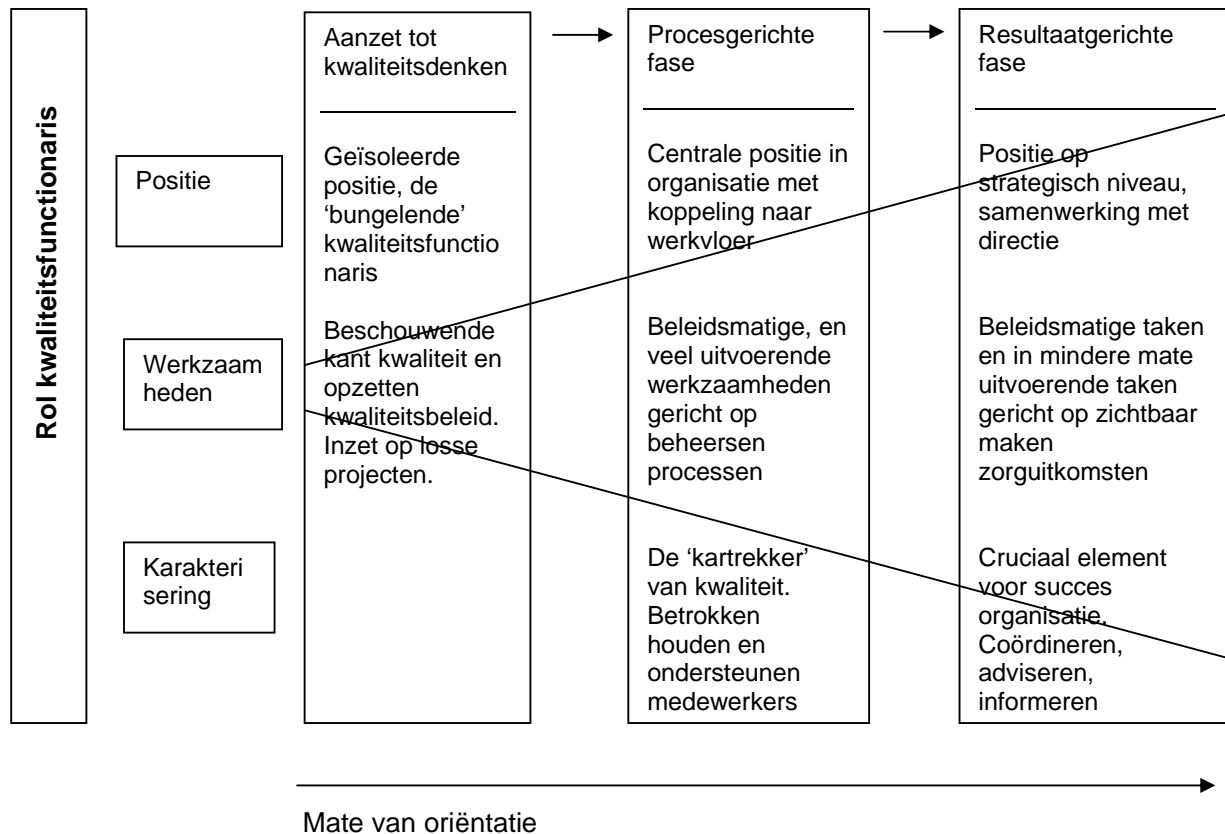 Rol kwaliteitsfunctionaris
Aanzet tot
kwaliteitsdenken
Procesgerichte
fase
Resultaatgerichte
fase
Positie
Geïsoleerde
positie, de
‘bungelende’
kwaliteitsfunctio
naris
Centrale positie in
organisatie met
koppeling naar
werkvloer
Positie op
strategisch niveau,
samenwerking met
directie
Werkzaam
heden
Beschouwende
kant kwaliteit en
opzetten
kwaliteitsbeleid.
Inzet op losse
projecten.
Beleidsmatige, en
veel uitvoerende
werkzaamheden
gericht op
beheersen
processen
Beleidsmatige taken
en in mindere mate
uitvoerende taken
gericht op zichtbaar
maken
zorguitkomsten
Karakteri
sering
De ‘kartrekker’
van kwaliteit.
Betrokken
houden en
ondersteunen
medewerkers
Cruciaal element
voor succes
organisatie.
Coördineren,
adviseren,
informeren
Mate van oriëntatie